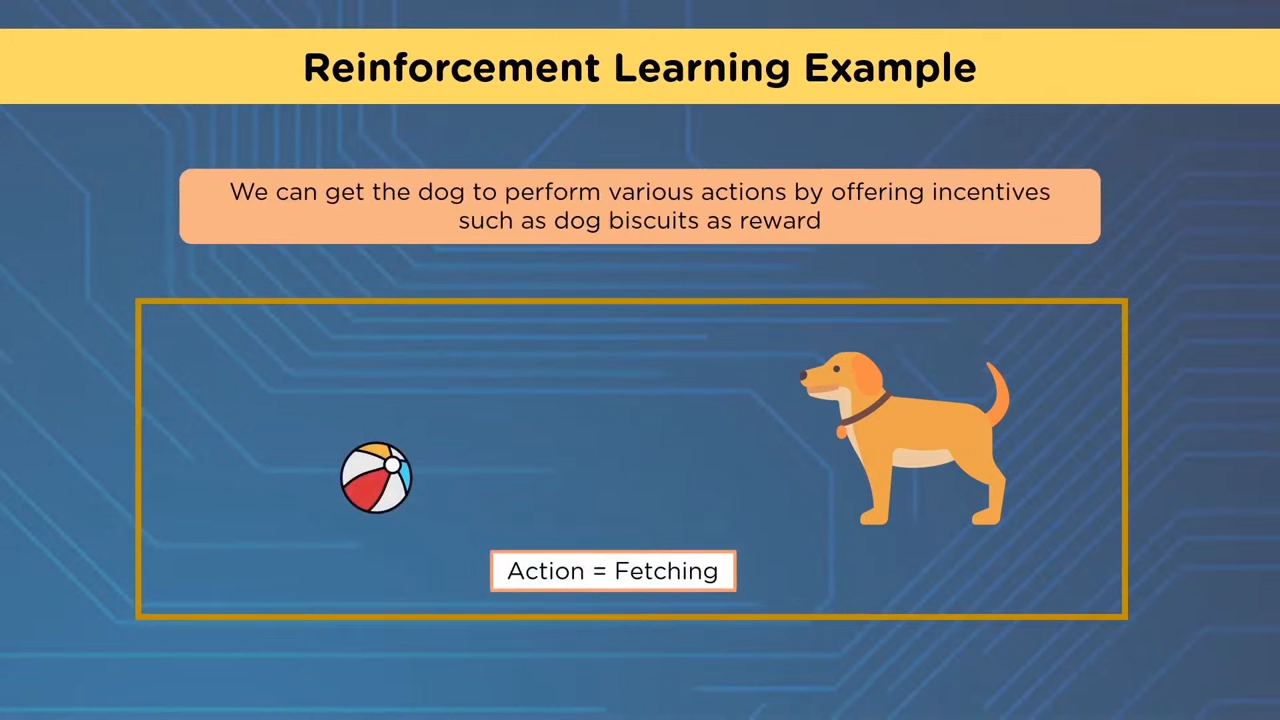 Reinforcement Learning Example
We can get the dog to perform various actions by offering incentives
such as dog biscuits as reward
Action = Fetching